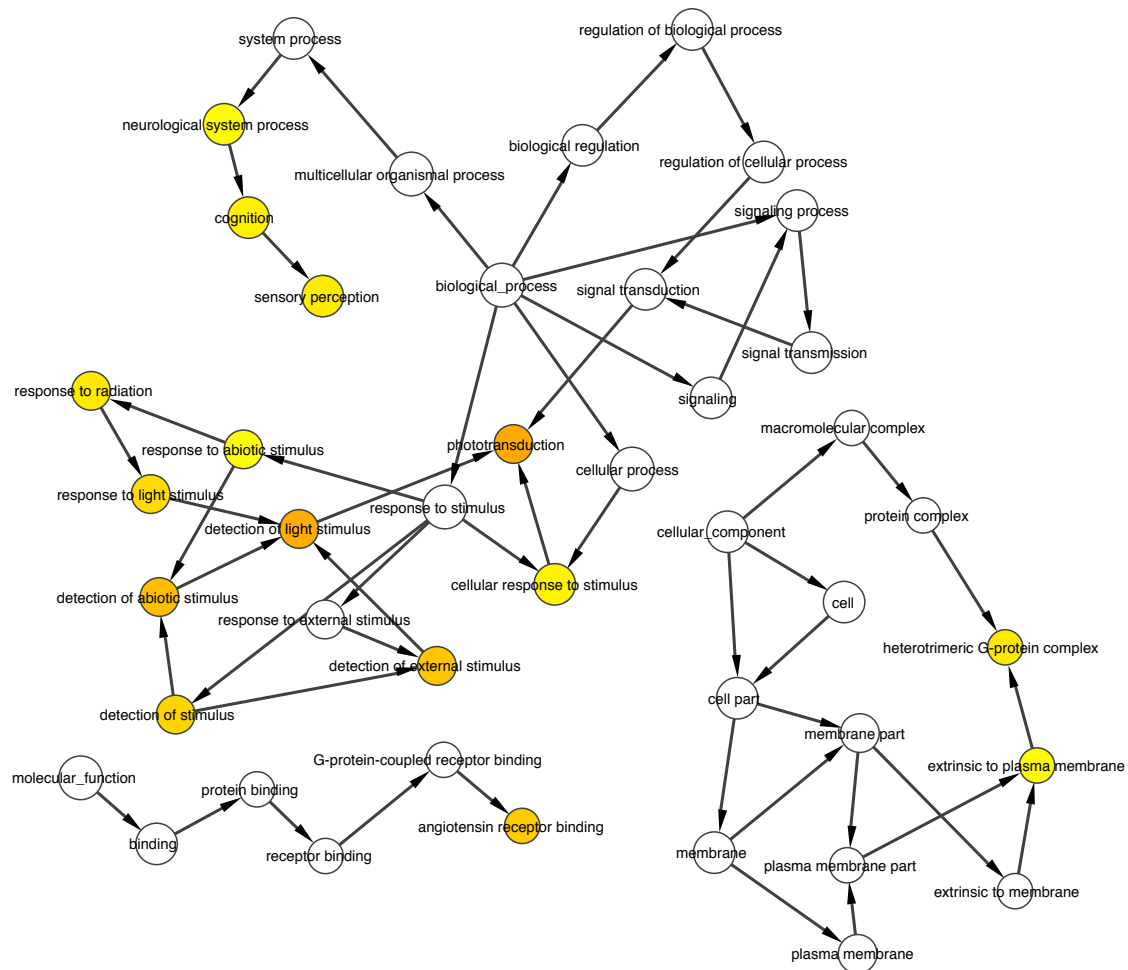 regulation of biological process
system process
neurological system process
biological regulation
regulation of cellular process
multicellular organismal process
signaling process
cognition
biological_process
signal transduction
sensory perception
signal transmission
response to radiation
signaling
macromolecular complex
phototransduction
response to abiotic stimulus
cellular process
response to light stimulus
response to stimulus
protein complex
detection of light stimulus
cellular_component
cellular response to stimulus
detection of abiotic stimulus
cell
response to external stimulus
heterotrimeric G-protein complex
detection of external stimulus
cell part
detection of stimulus
membrane part
G-protein-coupled receptor binding
extrinsic to plasma membrane
molecular_function
protein binding
angiotensin receptor binding
binding
receptor binding
membrane
plasma membrane part
extrinsic to membrane
plasma membrane